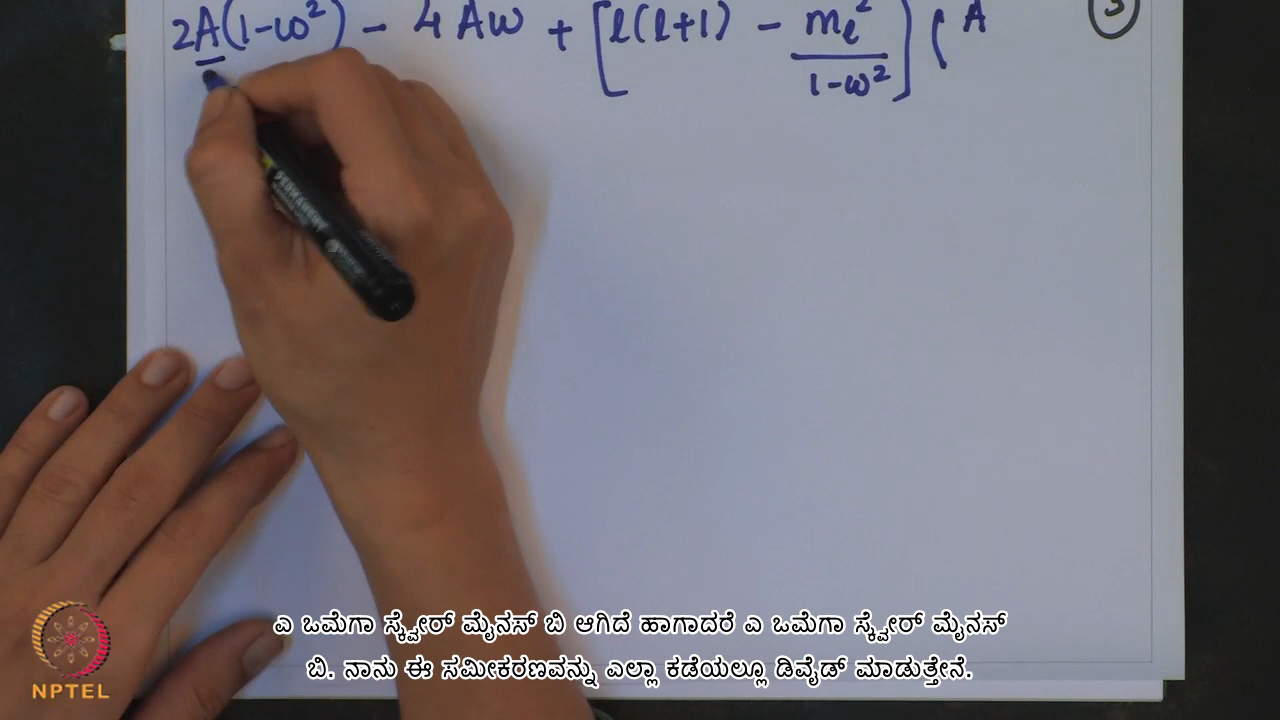 2A(1-ω²) - 4Aω + [l(l+1) - mₗ²/(1-ω²)] (A
3
ಎ ಒಮೆಗಾ ಸ್ಕ್ವೇರ್ ಮೈನಸ್ ಬಿ ಆಗಿದೆ ಹಾಗಾದರೆ ಎ ಒಮೆಗಾ ಸ್ಕ್ವೇರ್ ಮೈನಸ್
ಬಿ. ನಾನು ಈ ಸಮೀಕರಣವನ್ನು ಎಲ್ಲಾ ಕಡೆಯಲ್ಲೂ ಡಿವೈಡ್ ಮಾಡುತ್ತೇನೆ.
NPTEL